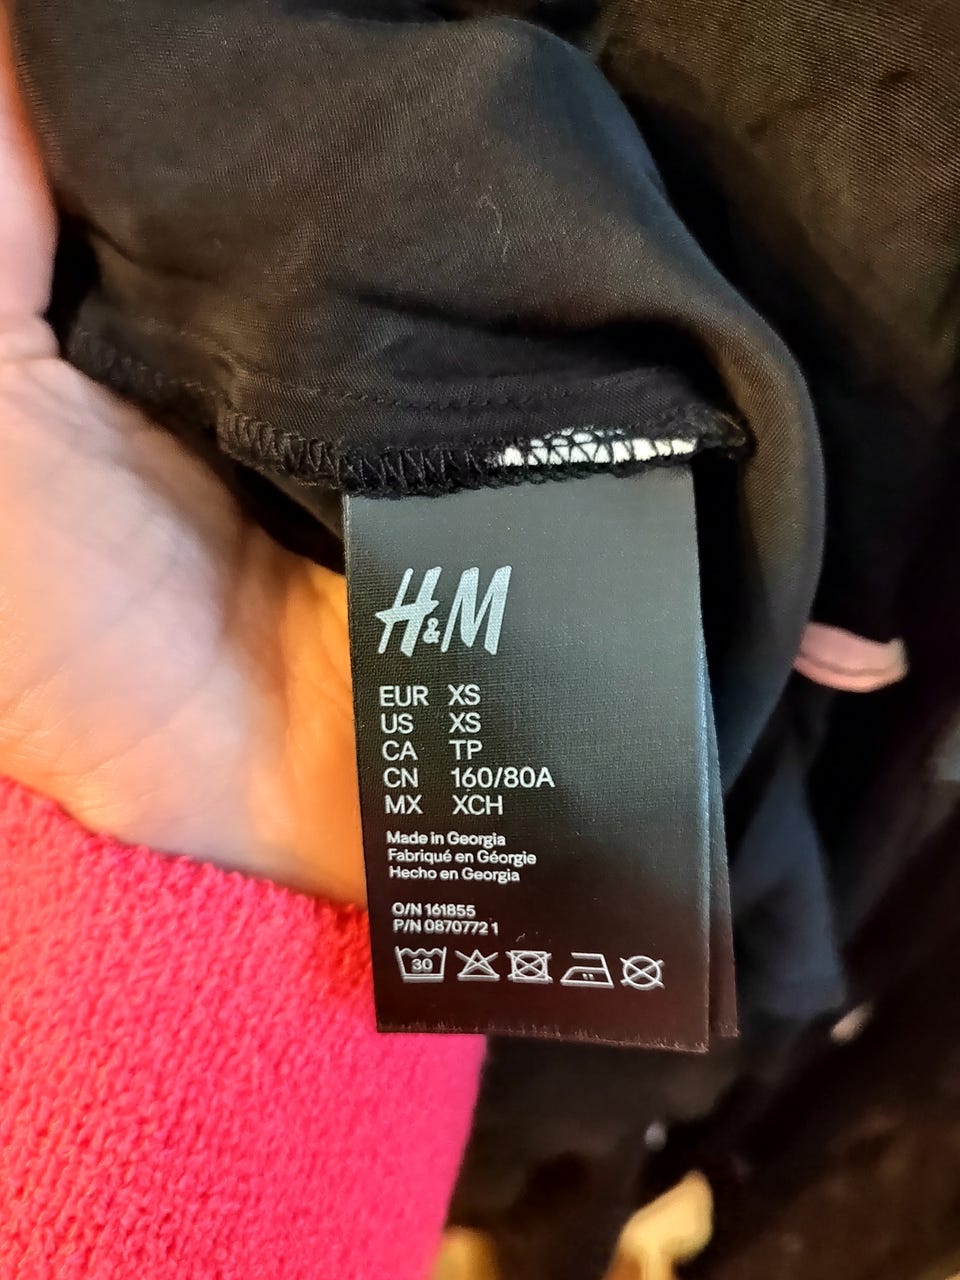 H&M
EUR XS
US XS
CA TP
CN 160/80A
MX XCH
Made in Georgia
Fabriqué en Géorgie
Hecho en Georgia
O/N 161855
P/N 0870772 1
30